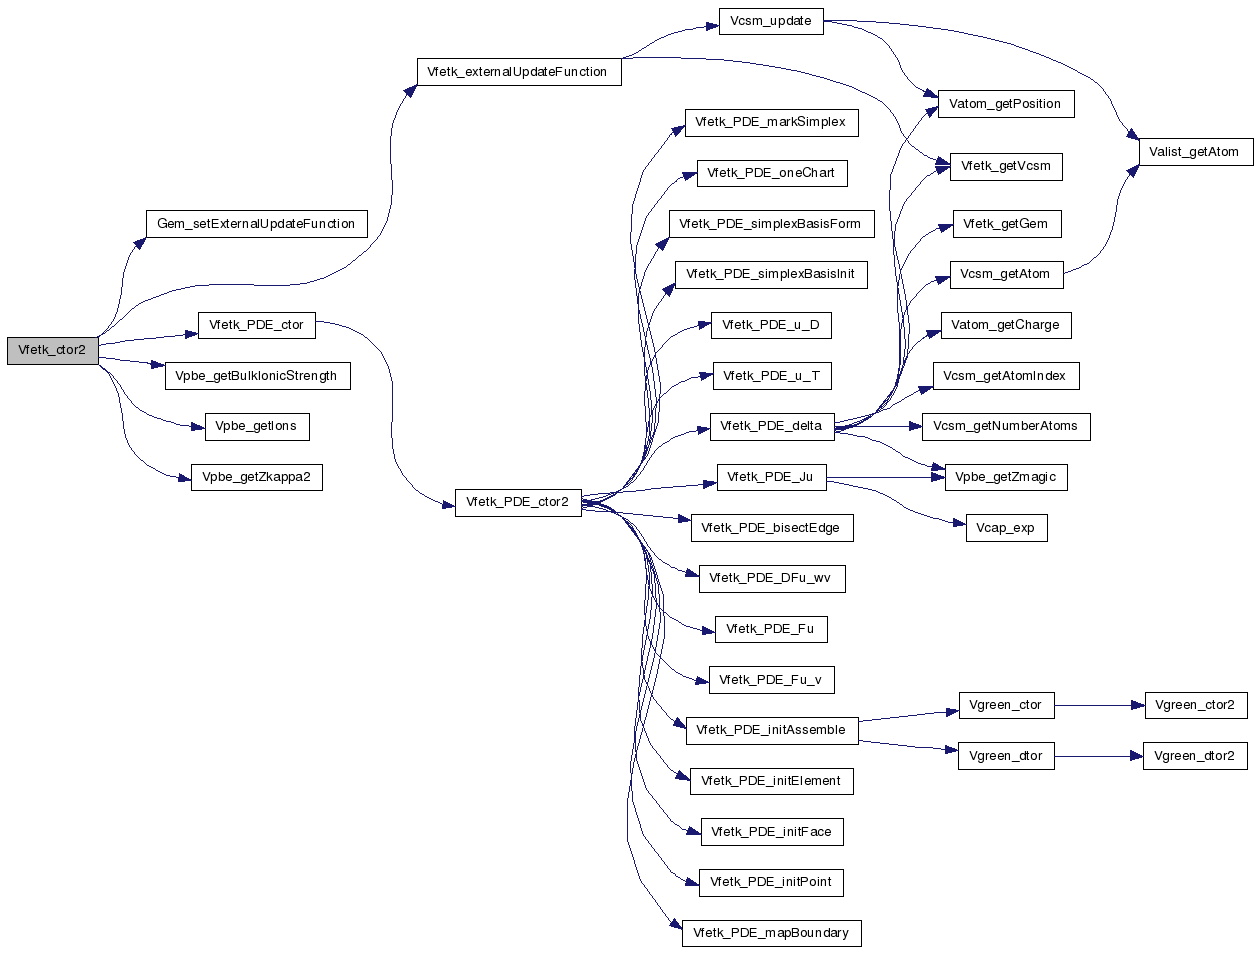 Vcsm_update
Vfetk_externalUpdateFunction
Vatom_getPosition
Vfetk_PDE_markSimplex
Valist_getAtom
Vfetk_getVcsm
Vfetk_PDE_oneChart
Gem_setExternalUpdateFunction
Vfetk_PDE_simplexBasisForm
Vfetk_getGem
Vfetk_PDE_simplexBasisInit
Vcsm_getAtom
Vfetk_PDE_ctor
Vfetk_PDE_u_D
Vatom_getCharge
Vfetk_ctor2
Vpbe_getBulkIonicStrength
Vfetk_PDE_u_T
Vcsm_getAtomIndex
Vpbe_getIons
Vfetk_PDE_delta
Vcsm_getNumberAtoms
Vpbe_getZkappa2
Vfetk_PDE_Ju
Vpbe_getZmagic
Vfetk_PDE_ctor2
Vfetk_PDE_bisectEdge
Vcap_exp
Vfetk_PDE_DFu_wv
Vfetk_PDE_Fu
Vfetk_PDE_Fu_v
Vgreen_ctor
Vgreen_ctor2
Vfetk_PDE_initAssemble
Vgreen_dtor
Vgreen_dtor2
Vfetk_PDE_initElement
Vfetk_PDE_initFace
Vfetk_PDE_initPoint
Vfetk_PDE_mapBoundary